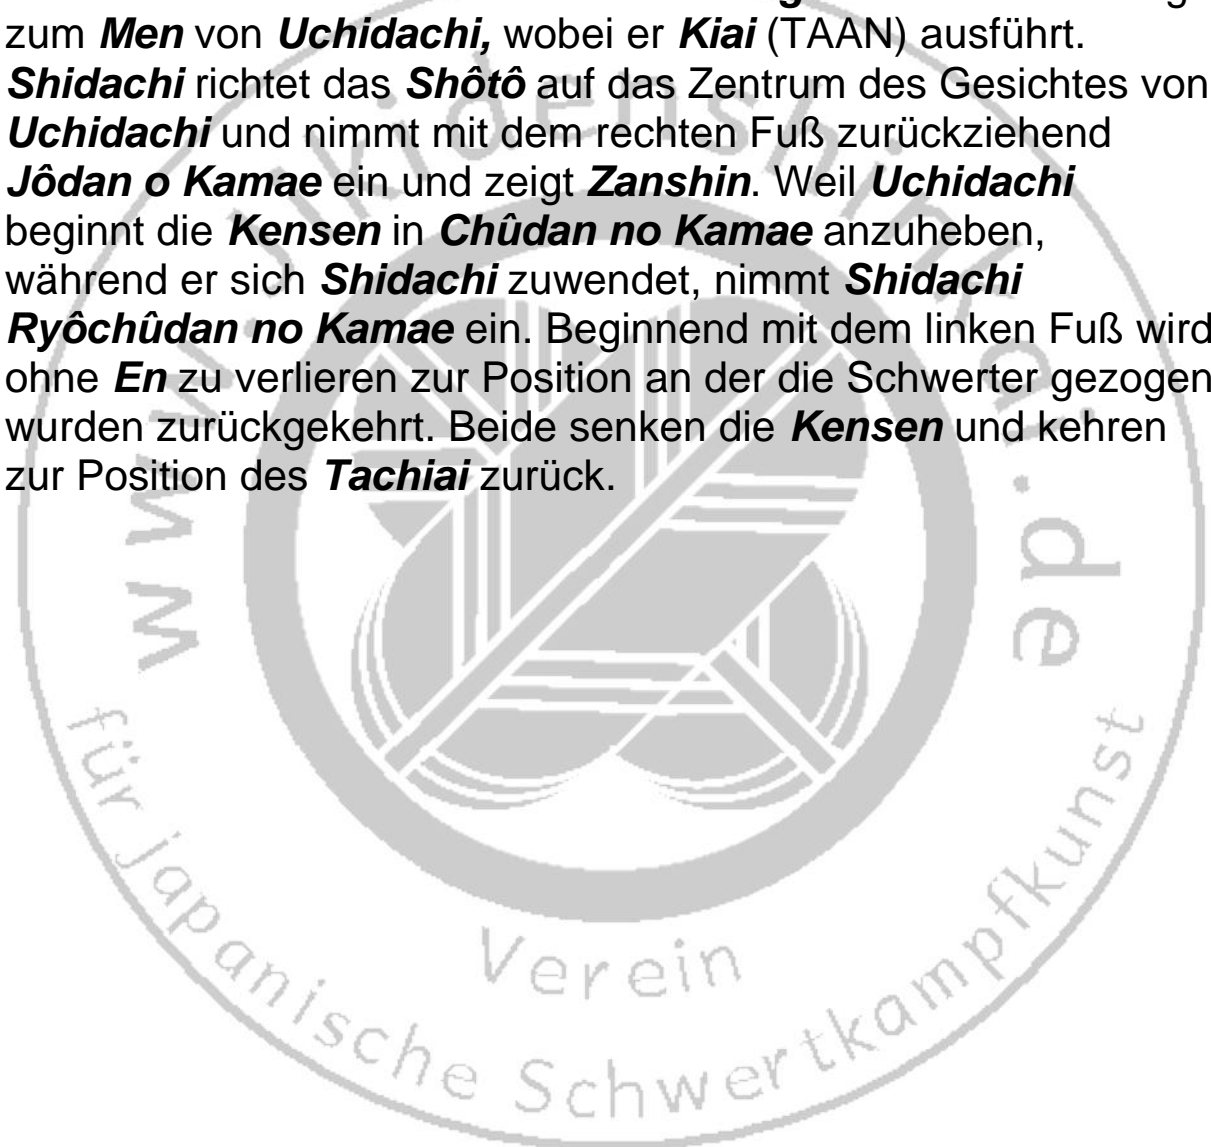 zum Men von Uchidachi, wobei er Kiai (TAAN) ausführt.
Shidachi richtet das Shôtô auf das Zentrum des Gesichtes von
Uchidachi und nimmt mit dem rechten Fuß zurückziehend
Jôdan o Kamae ein und zeigt Zanshin. Weil Uchidachi
beginnt die Kensen in Chûdan no Kamae anzuheben,
während er sich Shidachi zuwendet, nimmt Shidachi
Ryôchûdan no Kamae ein. Beginnend mit dem linken Fuß wird
ohne En zu verlieren zur Position an der die Schwerter gezogen
wurden zurückgekehrt. Beide senken die Kensen und kehren
zur Position des Tachiai zurück.
www.jikidenshinkai.de
Verein
für japanische Schwertkampfkunst